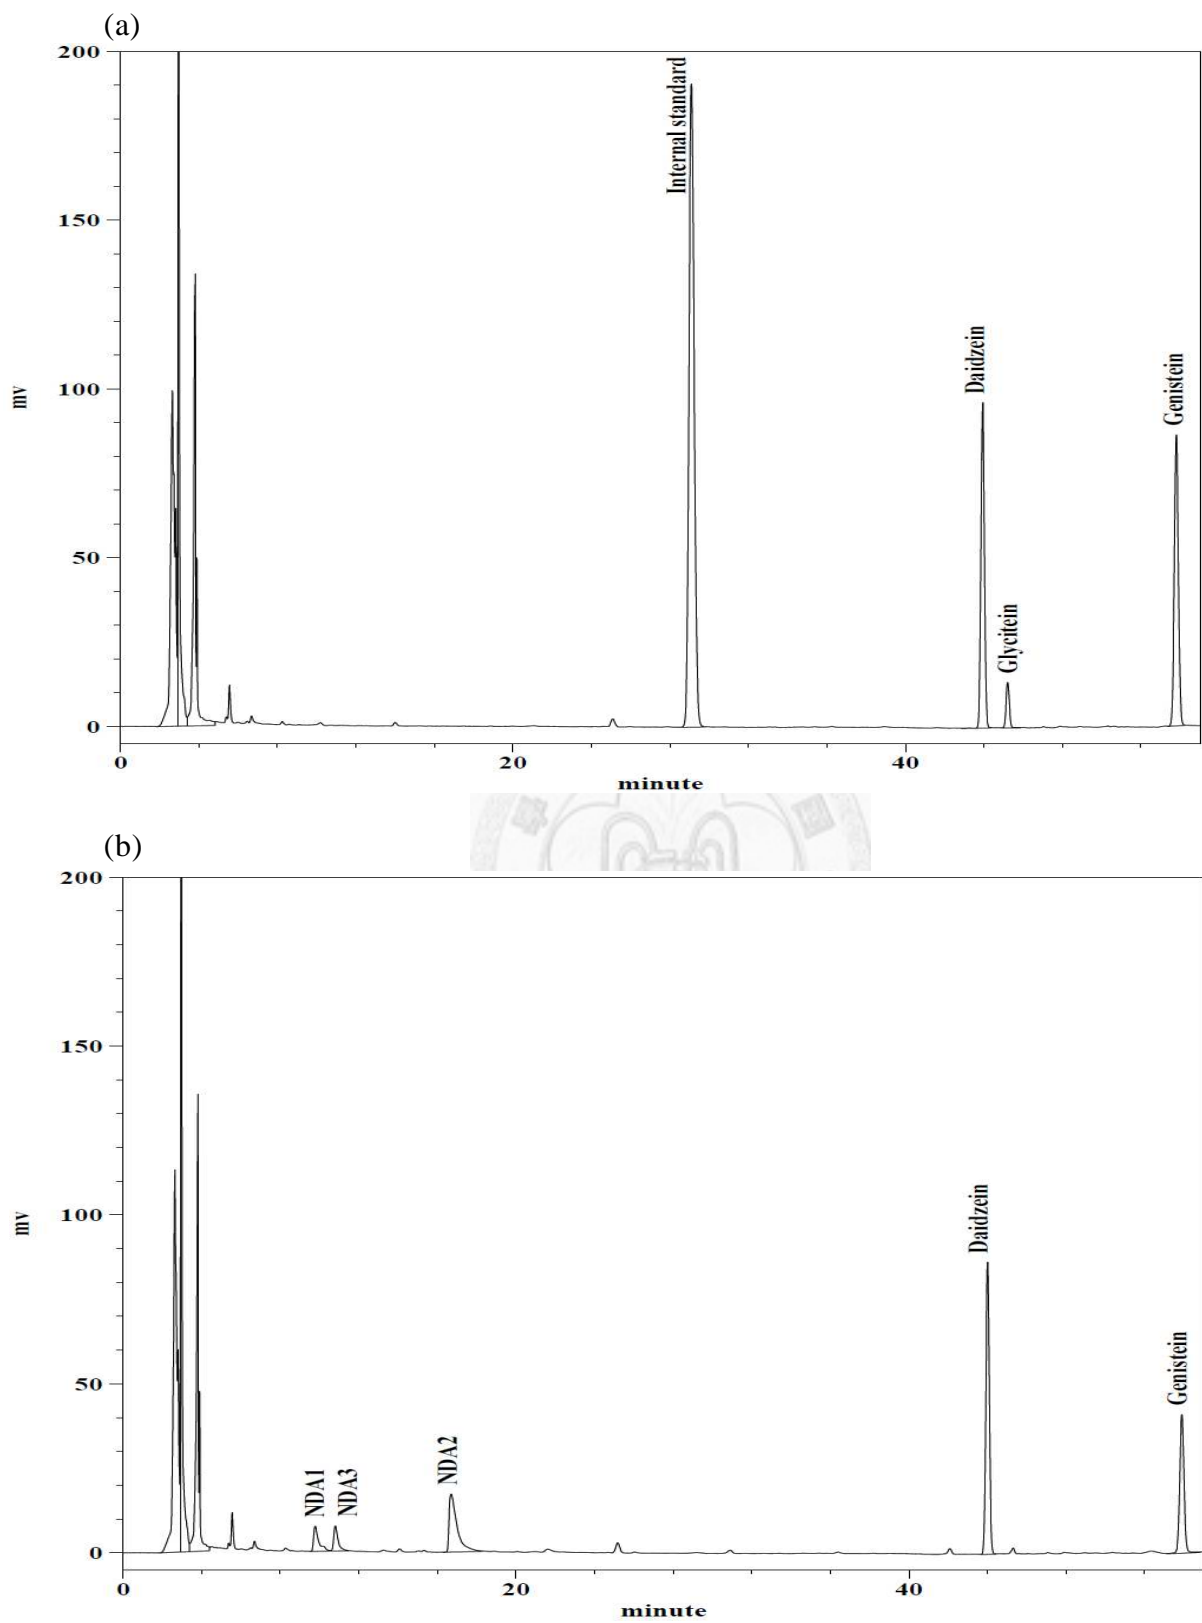 (a)
200
150
100
50
0
mv
Internal standard
Daidzein
Glycitein
Genistein
0
20
40
minute
(b)
200
150
100
50
0
mv
NDA1
NDA3
NDA2
Daidzein
Genistein
0
20
40
minute